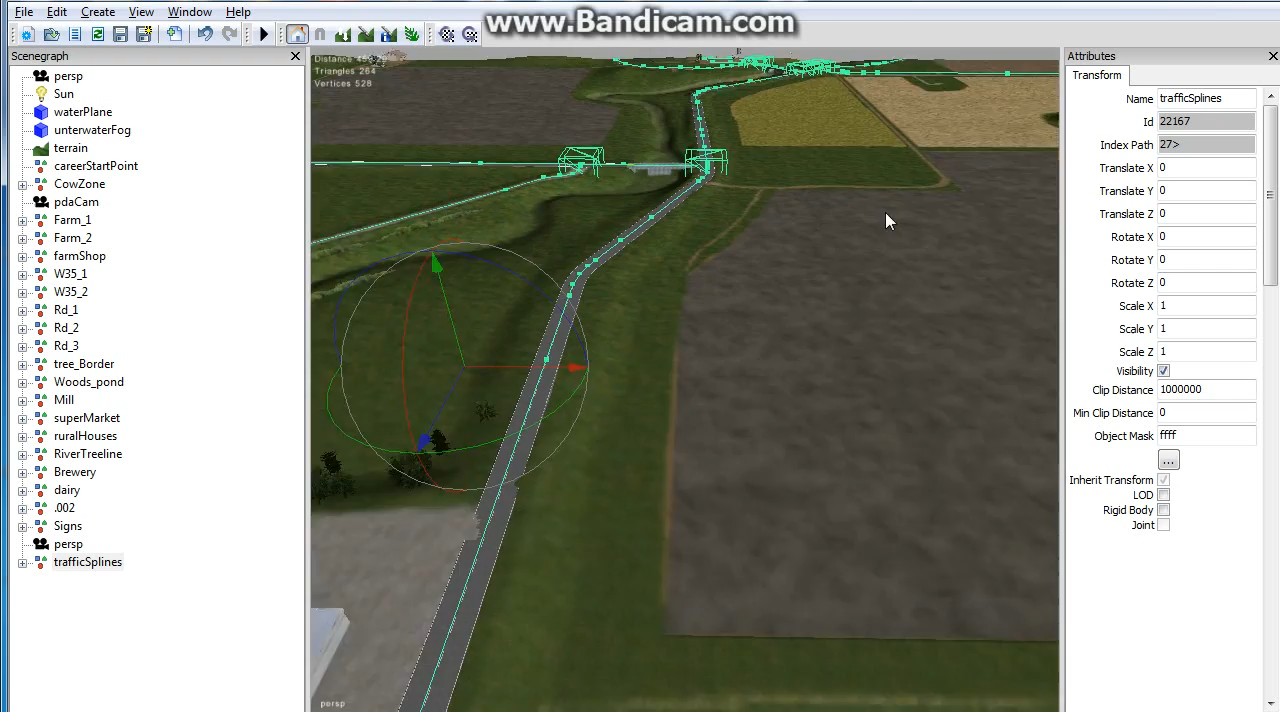 www.Bandicam.com
File Edit Create View Window Help
Scenegraph
persp
Sun
waterPlane
unterwaterFog
terrain
careerStartPoint
CowZone
pdaCam
Farm_1
Farm_2
farmShop
W35_1
W35_2
Rd_1
Rd_2
Rd_3
tree_Border
Woods_pond
Mill
superMarket
ruralHouses
RiverTreeline
Brewery
dairy
.002
Signs
persp
trafficSplines
Distance
Triangles 264
Vertices 528
persp
Attributes
Transform
Name trafficSplines
Id 22167
Index Path 27>
Translate X 0
Translate Y 0
Translate Z 0
Rotate X 0
Rotate Y 0
Rotate Z 0
Scale X 1
Scale Y 1
Scale Z 1
Visibility
Clip Distance 1000000
Min Clip Distance 0
Object Mask ffff
...
Inherit Transform
LOD
Rigid Body
Joint